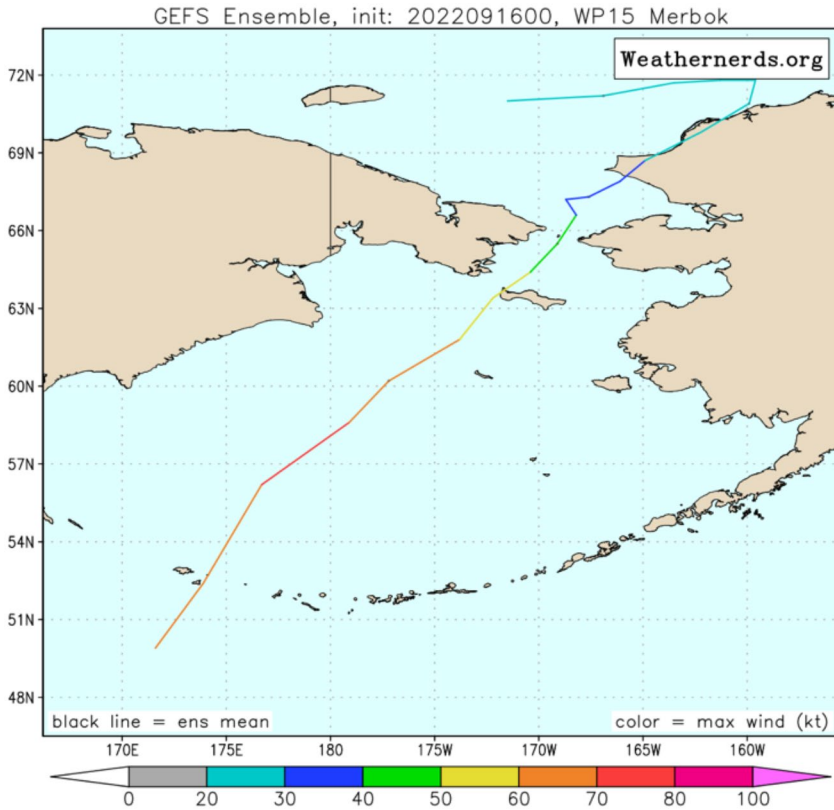 GEFS Ensemble, init: 2022091600, WP15 Merbok
Weathernerds.org
72N
69N
66N
63N
60N
57N
54N
51N
48N
black line = ens mean
color = max wind (kt)
170E 175E 180 175W 170W 165W 160W
0 20 30 40 50 60 70 80 100